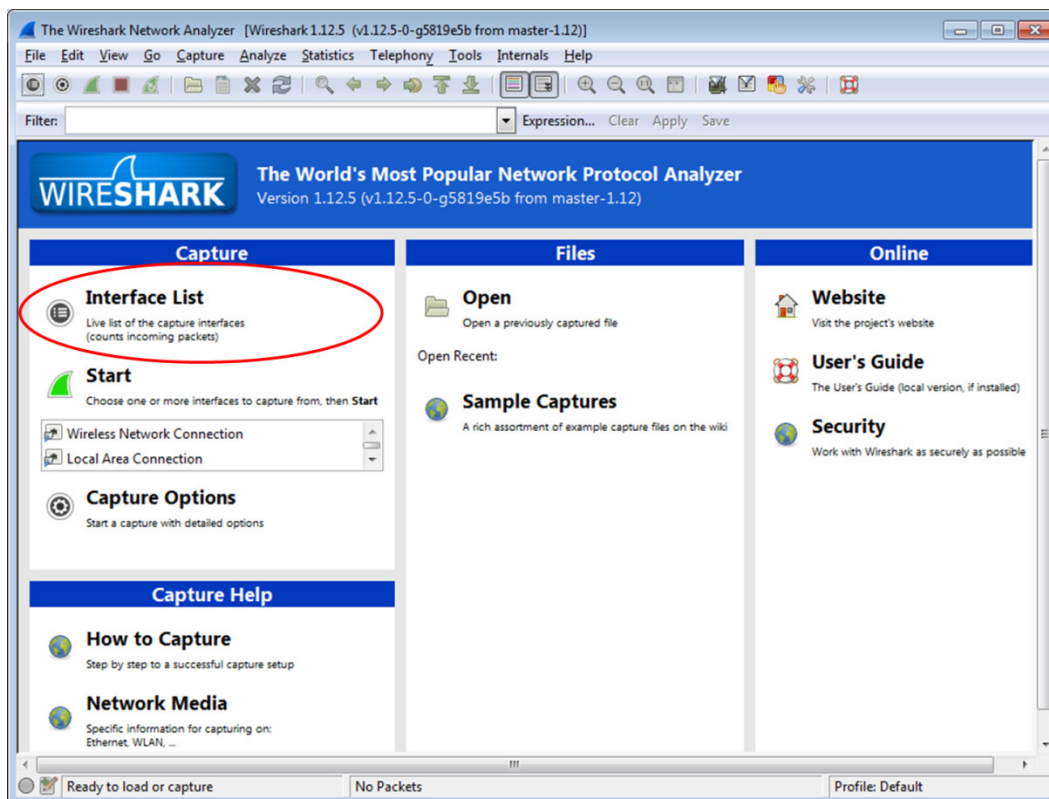 The Wireshark Network Analyzer [Wireshark 1.12.5 (v1.12.5-0-g5819e5b from master-1.12)]
File Edit View Go Capture Analyze Statistics Telephony Tools Internals Help
Filter: Expression... Clear Apply Save
WIRESHARK
The World's Most Popular Network Protocol Analyzer
Version 1.12.5 (v1.12.5-0-g5819e5b from master-1.12)
Capture
Interface List
Live list of the capture interfaces
(counts incoming packets)
Start
Choose one or more interfaces to capture from, then Start
Wireless Network Connection
Local Area Connection
Capture Options
Start a capture with detailed options
Capture Help
How to Capture
Step by step to a successful capture setup
Network Media
Specific information for capturing on:
Ethernet, WLAN, ...
Files
Open
Open a previously captured file
Open Recent:
Sample Captures
A rich assortment of example capture files on the wiki
Online
Website
Visit the project's website
User's Guide
The User's Guide (local version, if installed)
Security
Work with Wireshark as securely as possible
Ready to load or capture No Packets Profile: Default